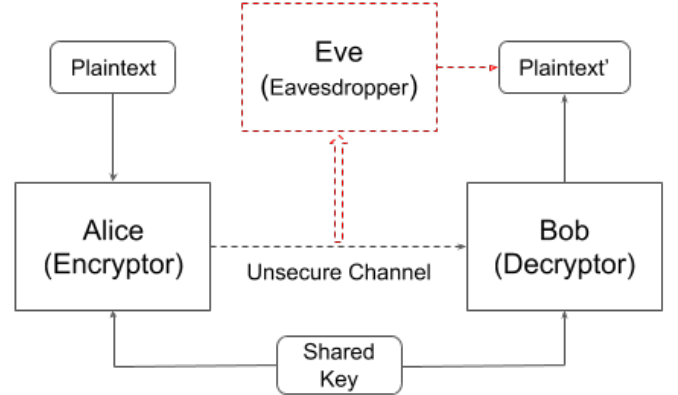 Plaintext
Eve
(Eavesdropper)
Plaintext’
Alice
(Encryptor)
Unsecure Channel
Bob
(Decryptor)
Shared
Key